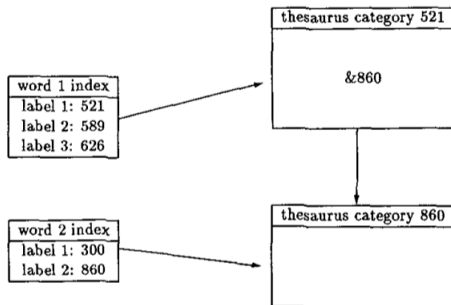 thesaurus category 521
&860
word 1 index
label 1: 521
label 2: 589
label 3: 626
thesaurus category 860
word 2 index
label 1: 300
label 2: 860